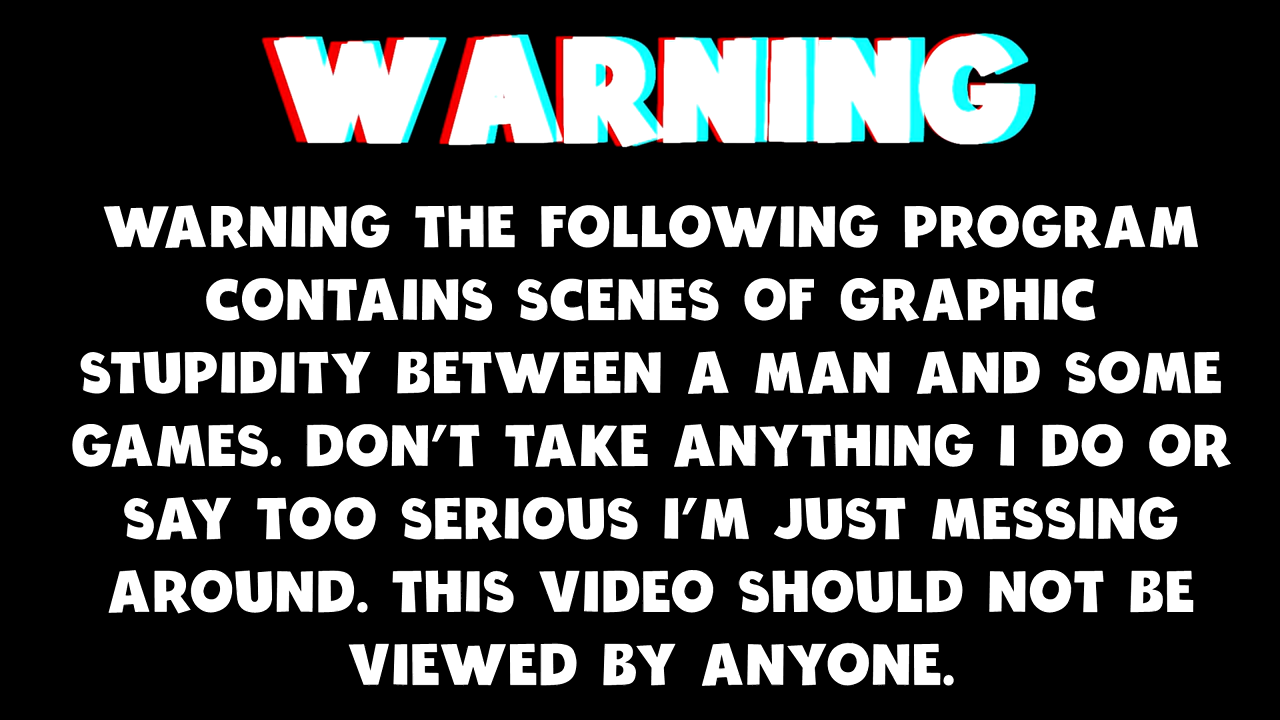 WARNING
WARNING THE FOLLOWING PROGRAM
CONTAINS SCENES OF GRAPHIC
STUPIDITY BETWEEN A MAN AND SOME
GAMES. DON'T TAKE ANYTHING I DO OR
SAY TOO SERIOUS I'M JUST MESSING
AROUND. THIS VIDEO SHOULD NOT BE
VIEWED BY ANYONE.